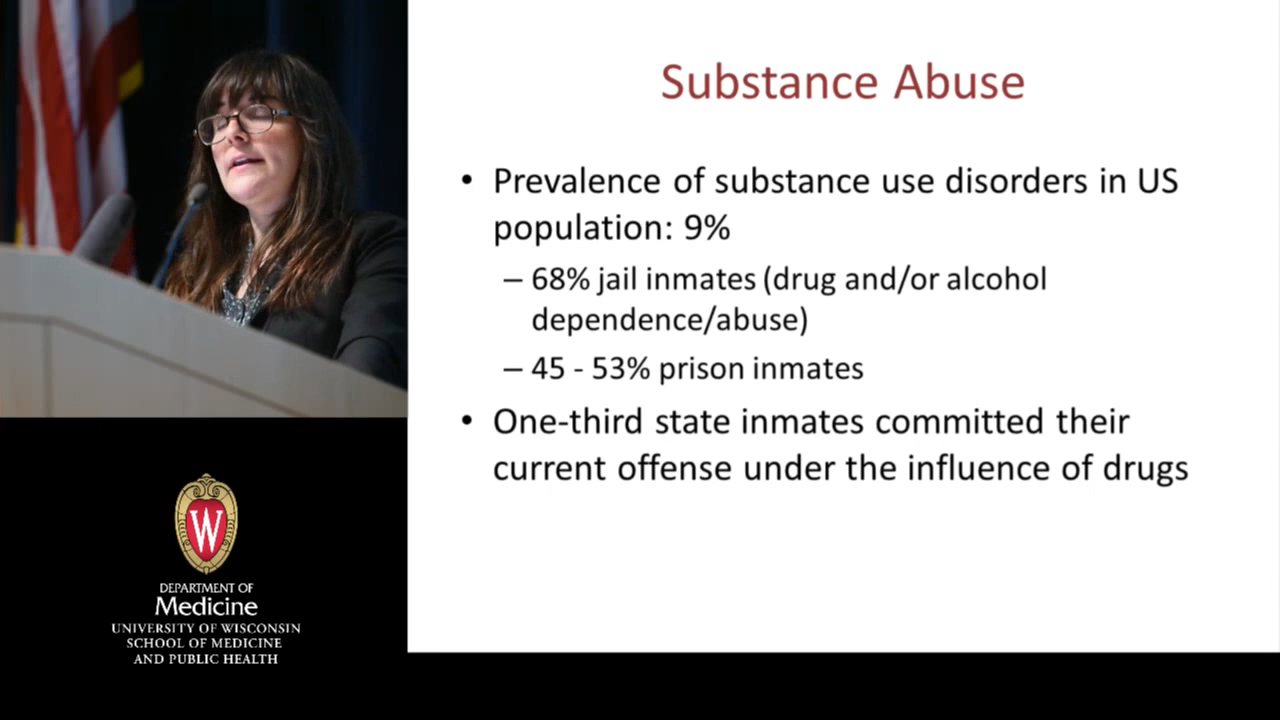 Substance Abuse
• Prevalence of substance use disorders in US
population: 9%
– 68% jail inmates (drug and/or alcohol
dependence/abuse)
– 45 - 53% prison inmates
• One-third state inmates committed their
current offense under the influence of drugs
W
DEPARTMENT OF
Medicine
UNIVERSITY OF WISCONSIN
SCHOOL OF MEDICINE
AND PUBLIC HEALTH